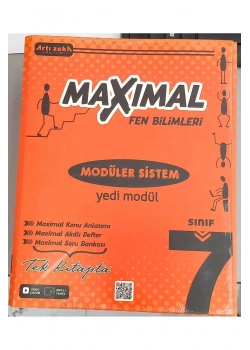 Artı zekâ
MAXIMAL
FEN BİLİMLERİ
MODÜLER SİSTEM
yedi modül
SINIF
7
Maximal Konu Anlatımı
Maximal Akıllı Defter
Maximal Soru Bankası
Tek Kitapta